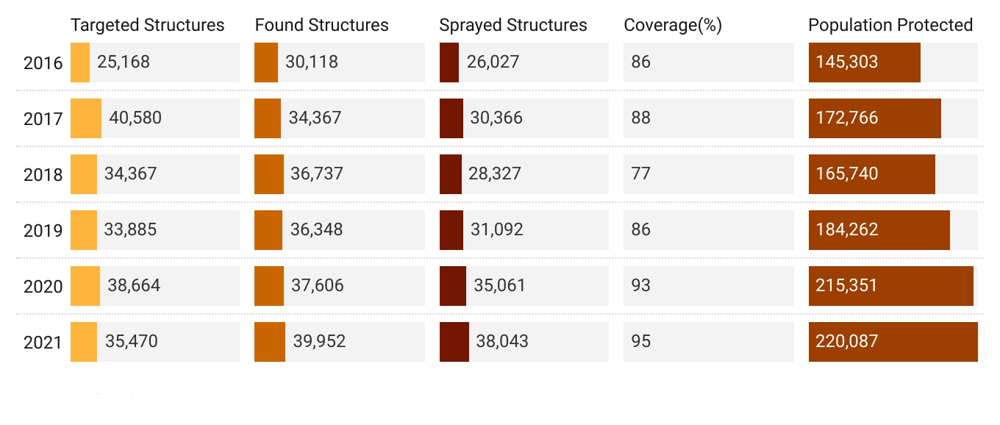 Targeted Structures Found Structures Sprayed Structures Coverage(%) Population Protected
2016 25,168 30,118 26,027 86 145,303
2017 40,580 34,367 30,366 88 172,766
2018 34,367 36,737 28,327 77 165,740
2019 33,885 36,348 31,092 86 184,262
2020 38,664 37,606 35,061 93 215,351
2021 35,470 39,952 38,043 95 220,087